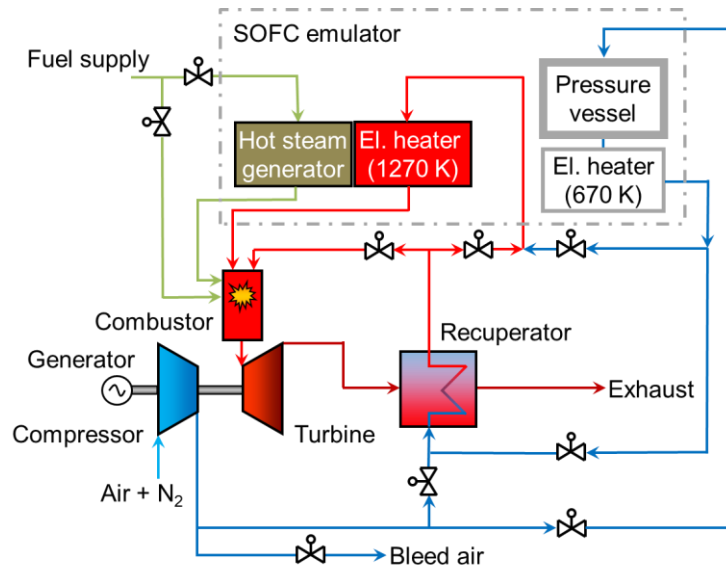 SOFC emulator
Fuel supply
Pressure
vessel
Hot steam
generator
El. heater
(1270 K)
El. heater
(670 K)
Combustor
Recuperator
Generator
Exhaust
Compressor
Turbine
Air + N₂
Bleed air